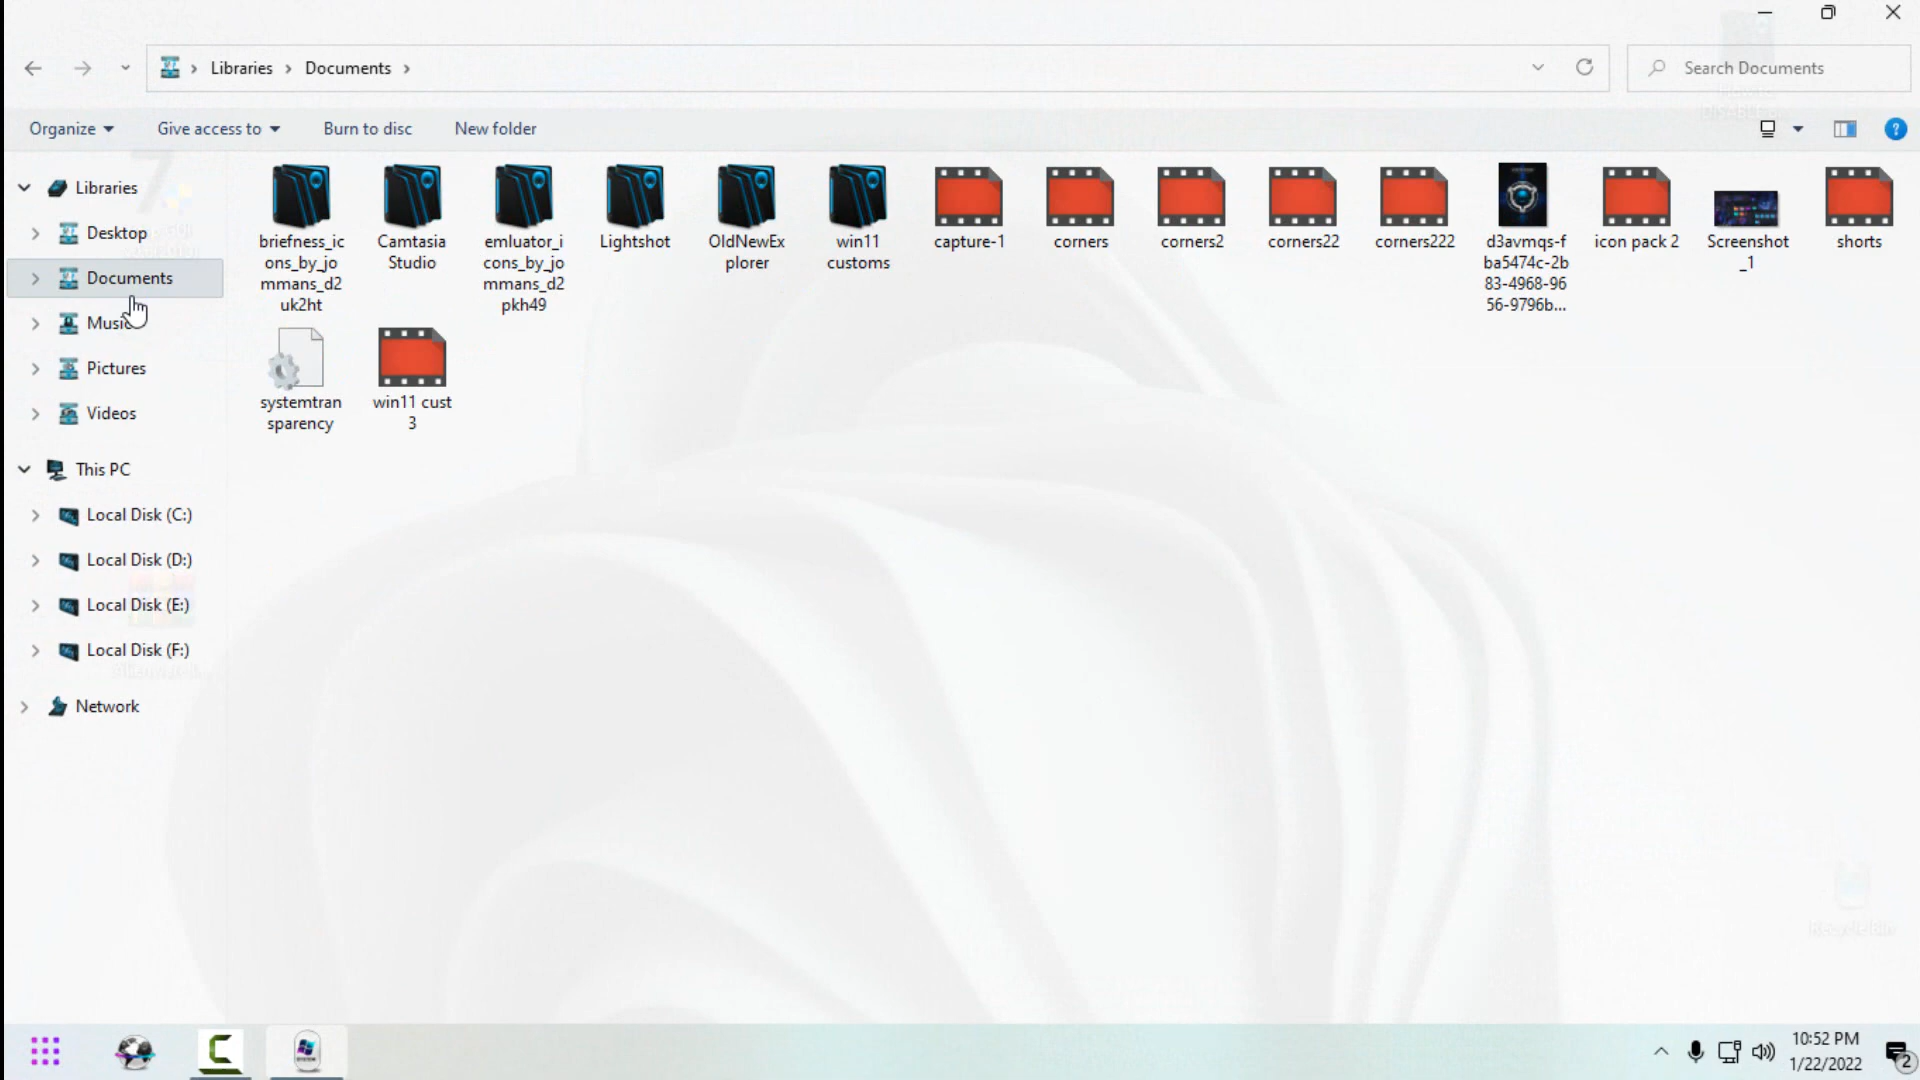 Libraries
Documents
Search Documents
Organize
Give access to
Burn to disc
New folder
Libraries
Desktop
Documents
Music
Pictures
Videos
This PC
Local Disk (C:)
Local Disk (D:)
Local Disk (E:)
Local Disk (F:)
Network
briefness_ic
ons_by_jo
mmans_d2
uk2ht
Camtasia
Studio
emluator_i
cons_by_jo
mmans_d2
pkh49
Lightshot
OldNewEx
plorer
win11
customs
capture-1
corners
corners2
corners22
corners222
d3avmqs-f
ba5474c-2b
83-4968-96
56-9796b...
icon pack 2
Screenshot
_1
shorts
systemtran
sparency
win11 cust
3
Recycle Bin
10:52 PM
1/22/2022
2